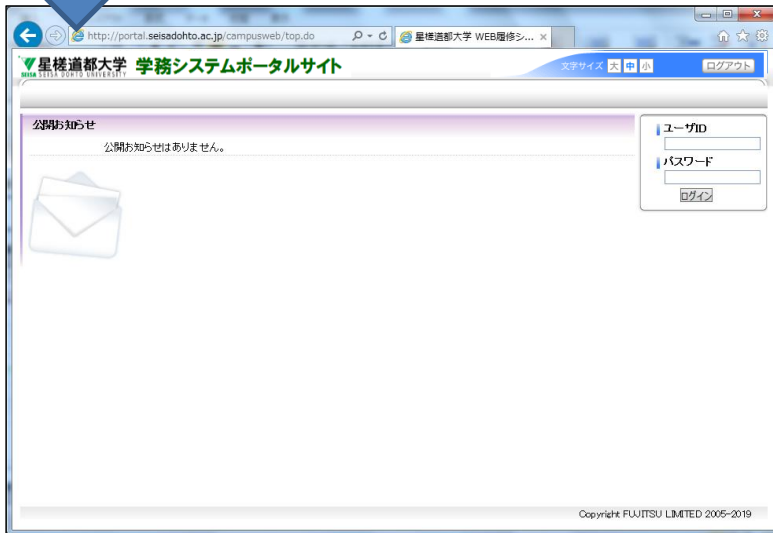 http://portal.seisadohto.ac.jp/campusweb/top.do
星槎道都大学 WEB履修シ...
星槎道都大学 学務システムポータルサイト
SEISA DOHTO UNIVERSITY
文字サイズ 大 中 小
ログアウト
公開お知らせ
公開お知らせはありません。
ユーザID
パスワード
ログイン
Copyright FUJITSU LIMITED 2005-2019